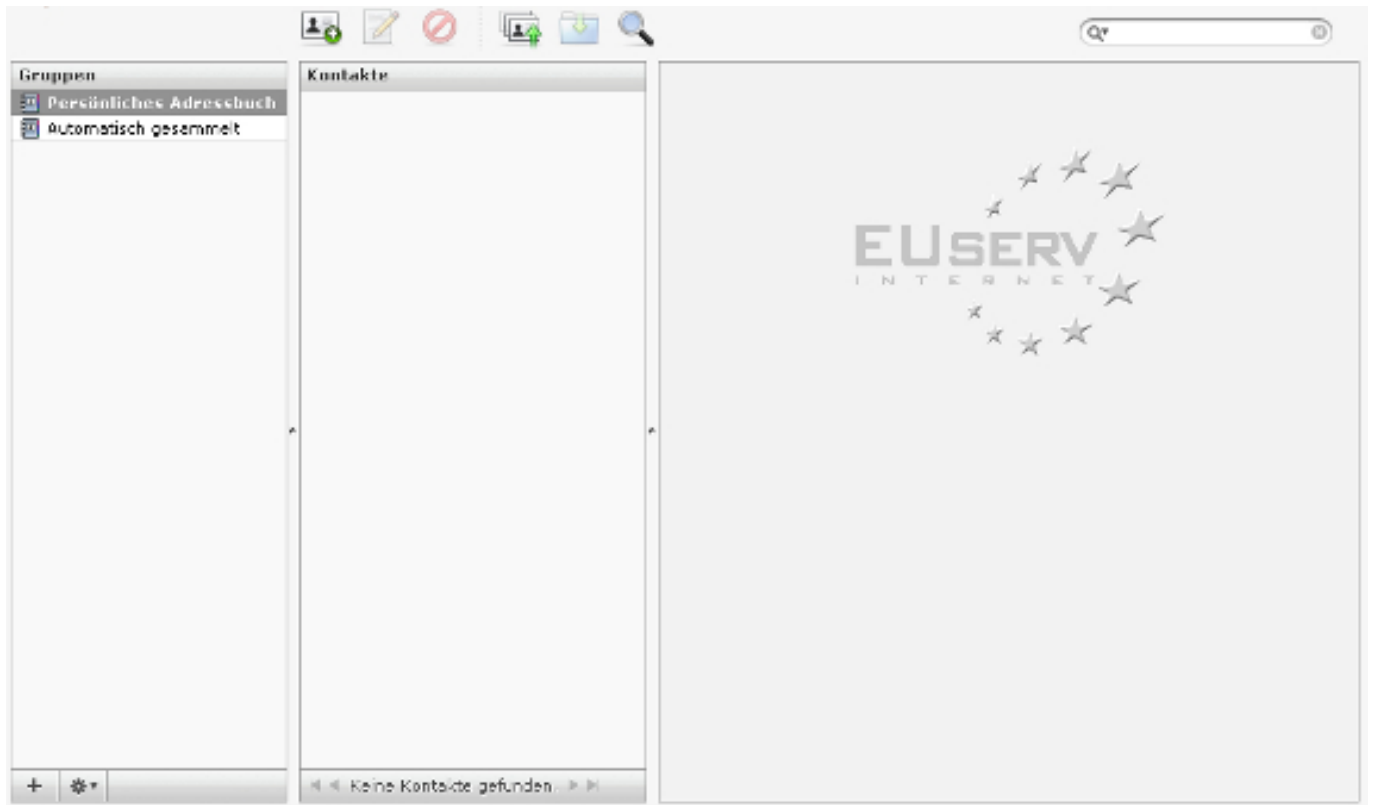 Gruppen
Persönliches Adressbuch
Automatisch gesammelt
Kontakte
Keine Kontakte gefunden.
EUSERV
INTERNET